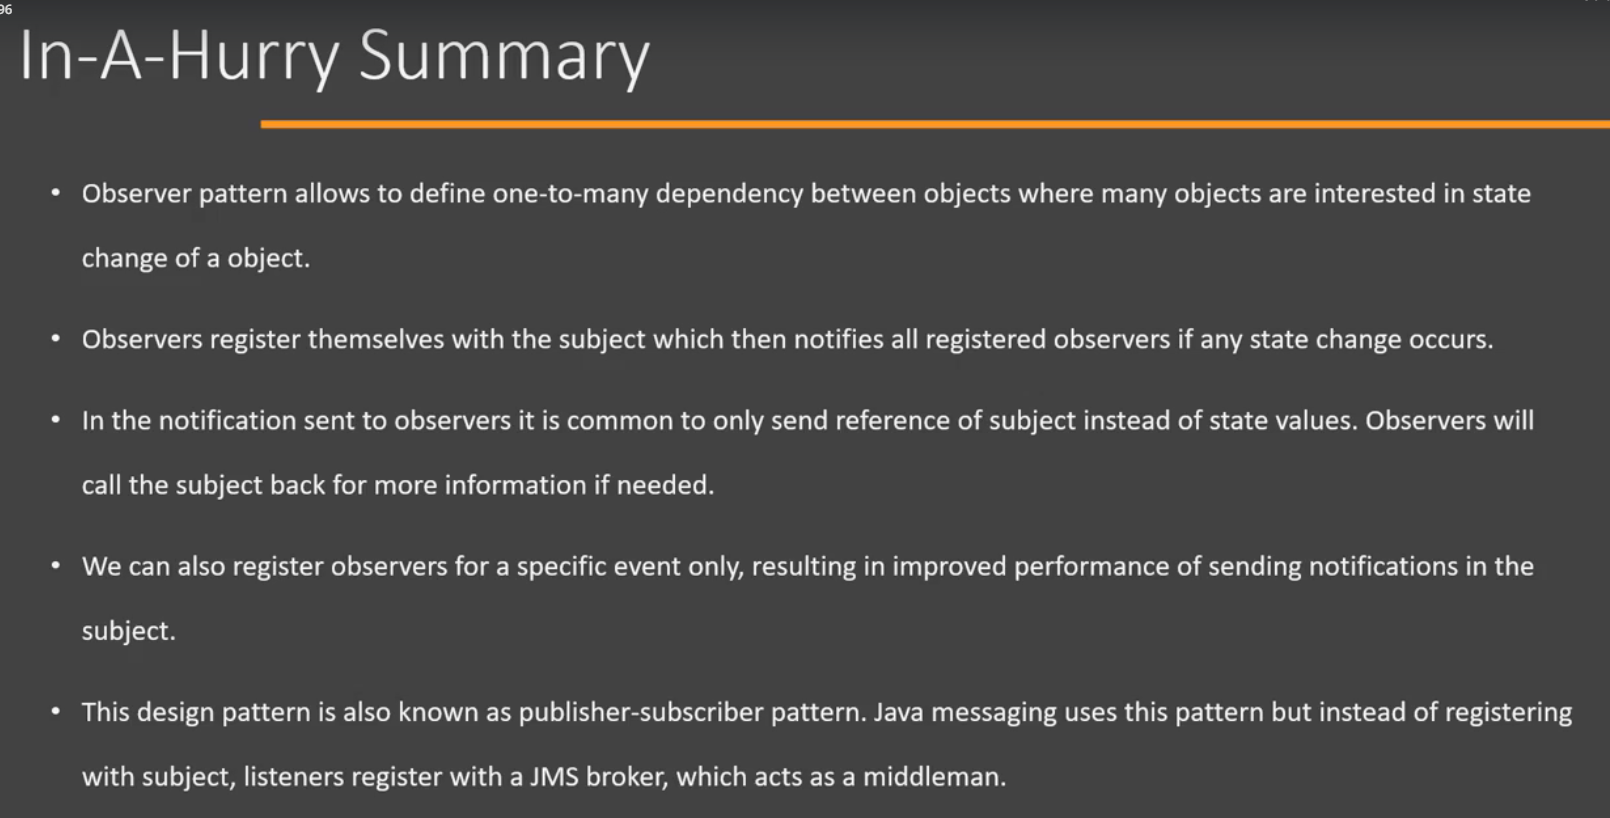 96
In-A-Hurry Summary
• Observer pattern allows to define one-to-many dependency between objects where many objects are interested in state
change of a object.
• Observers register themselves with the subject which then notifies all registered observers if any state change occurs.
• In the notification sent to observers it is common to only send reference of subject instead of state values. Observers will
call the subject back for more information if needed.
• We can also register observers for a specific event only, resulting in improved performance of sending notifications in the
subject.
• This design pattern is also known as publisher-subscriber pattern. Java messaging uses this pattern but instead of registering
with subject, listeners register with a JMS broker, which acts as a middleman.